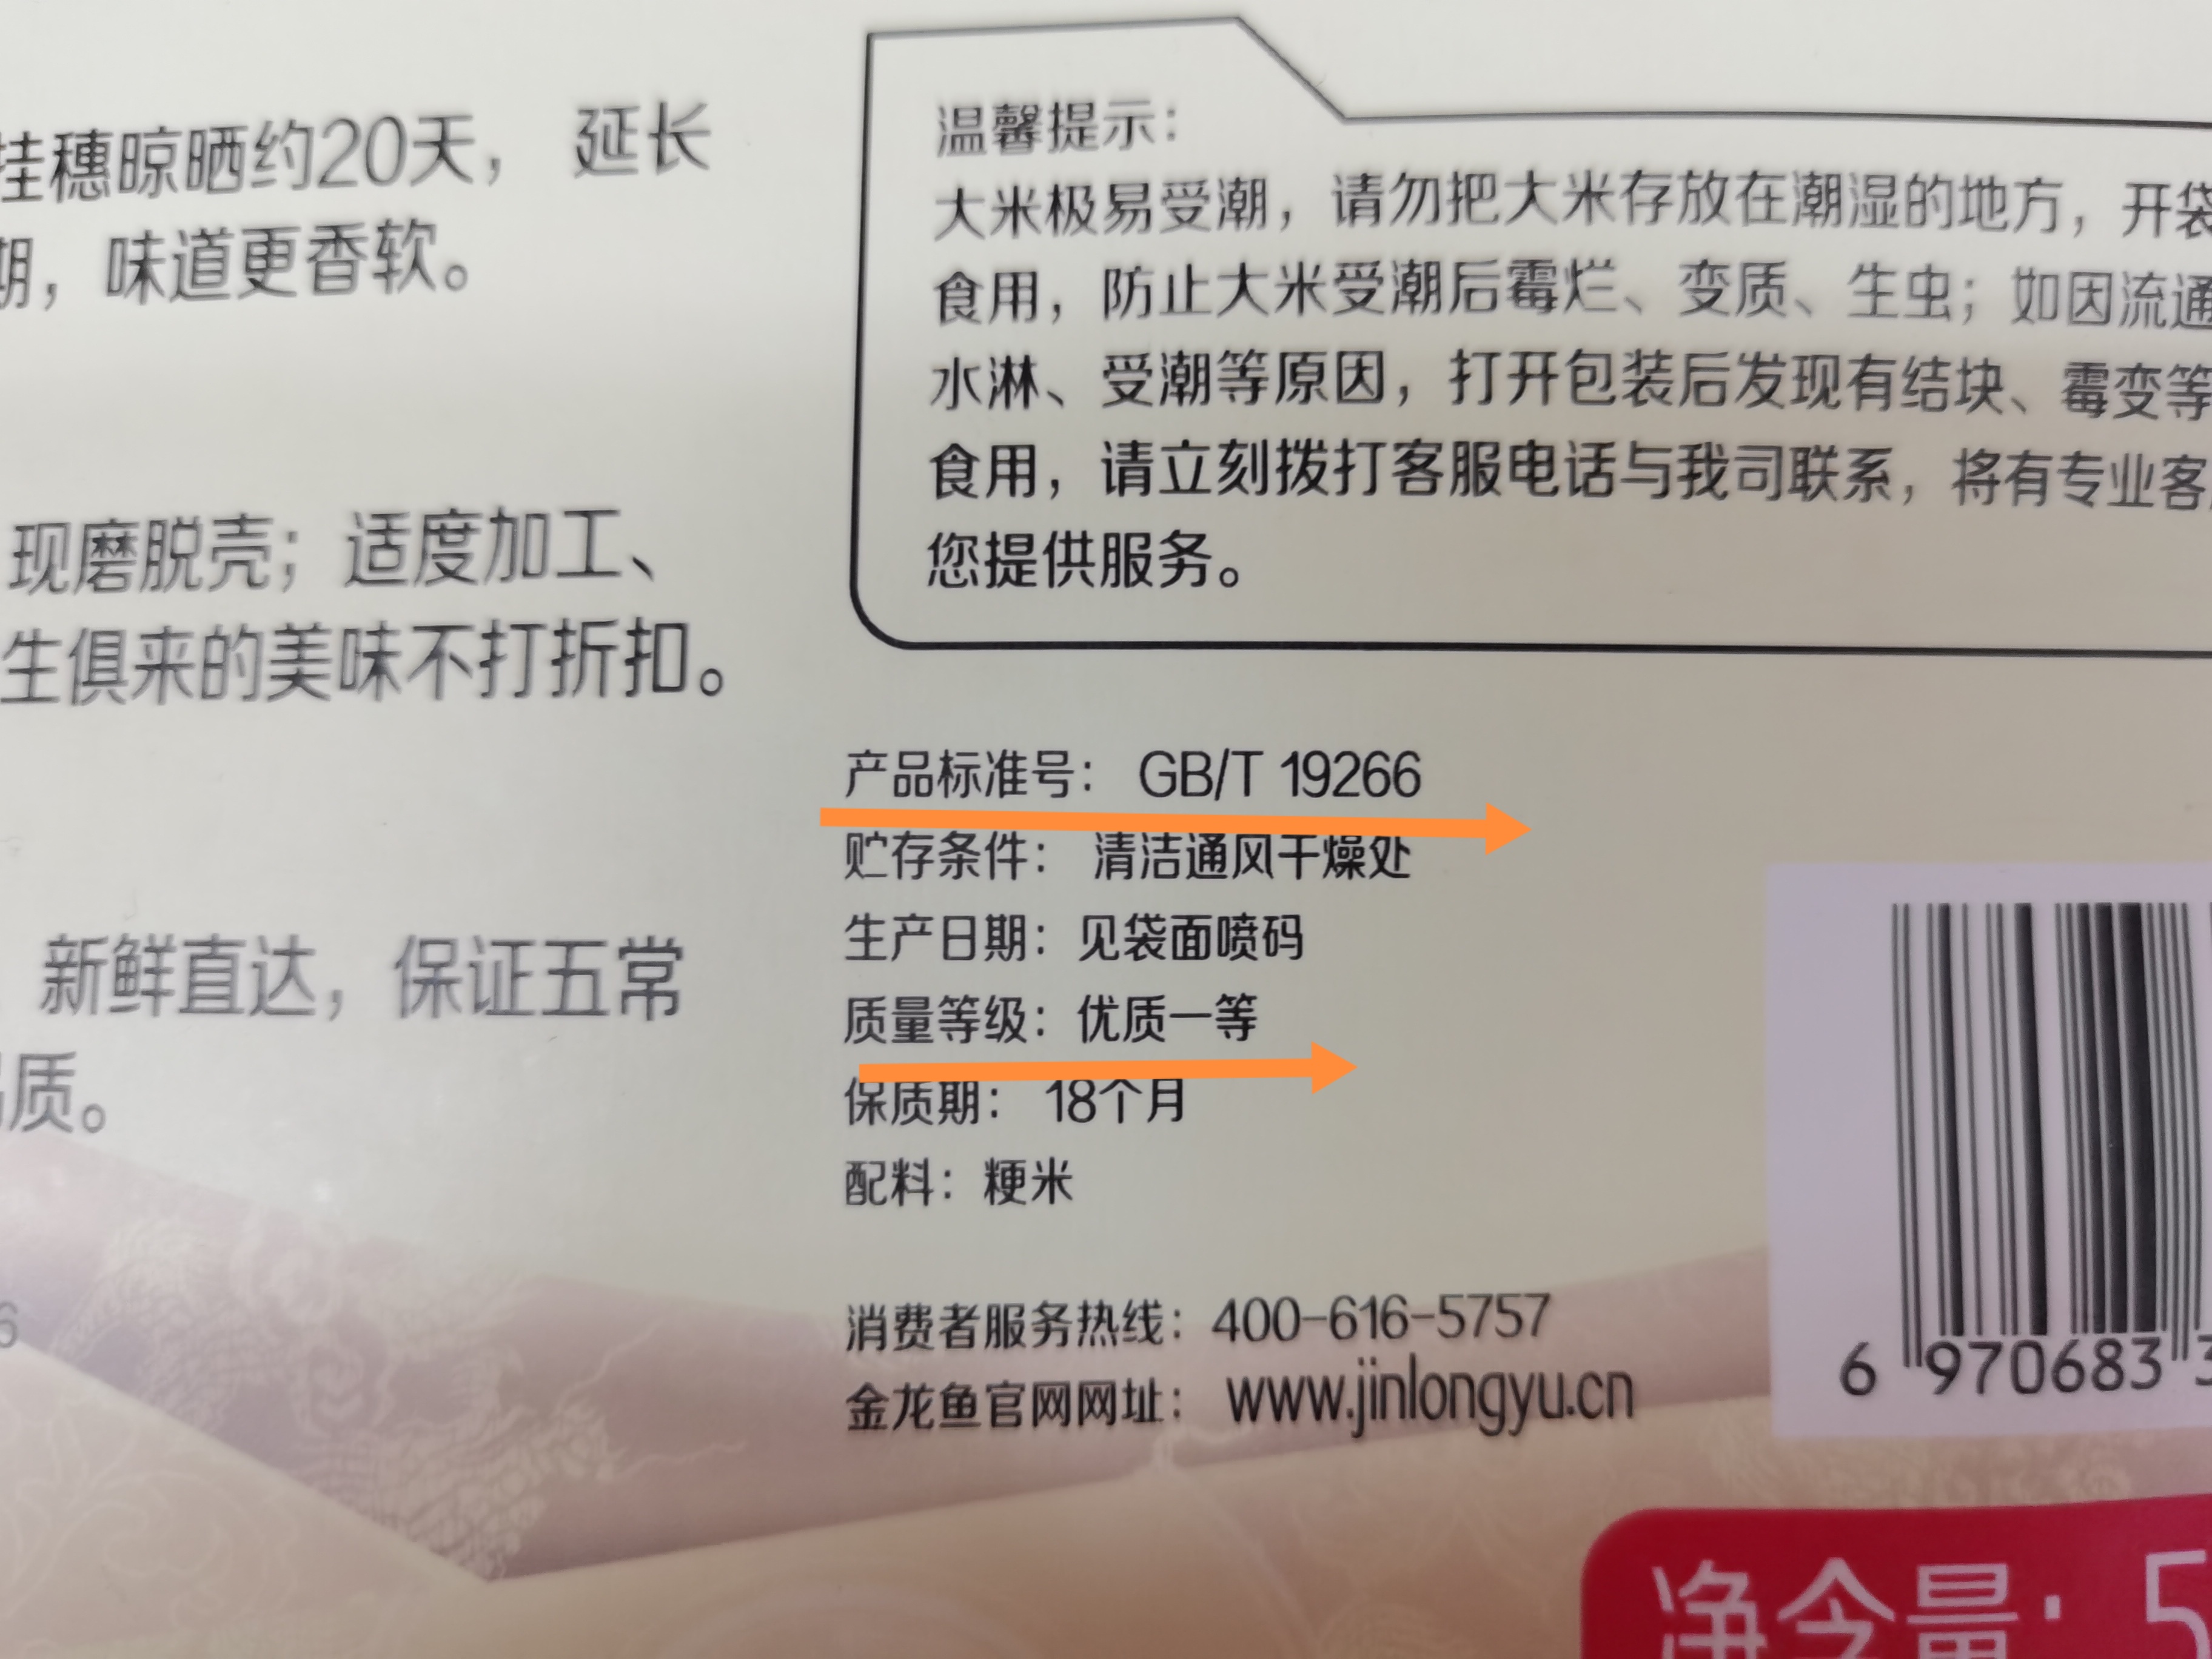 挂穗晾晒约20天，延长
期，味道更香软。
现磨脱壳；适度加工、
生俱来的美味不打折扣。
新鲜直达，保证五常
质。
6
温馨提示：
大米极易受潮，请勿把大米存放在潮湿的地方，开袋
食用，防止大米受潮后霉烂、变质、生虫；如因流通
水淋、受潮等原因，打开包装后发现有结块、霉变等
食用，请立刻拨打客服电话与我司联系，将有专业客
您提供服务。
产品标准号：GB/T 19266
贮存条件：清洁通风干燥处
生产日期：见袋面喷码
质量等级：优质一等
保质期：18个月
配料：粳米
消费者服务热线：400-616-5757
金龙鱼官网网址：www.jinlongyu.cn
6 970683 3
净含量：5